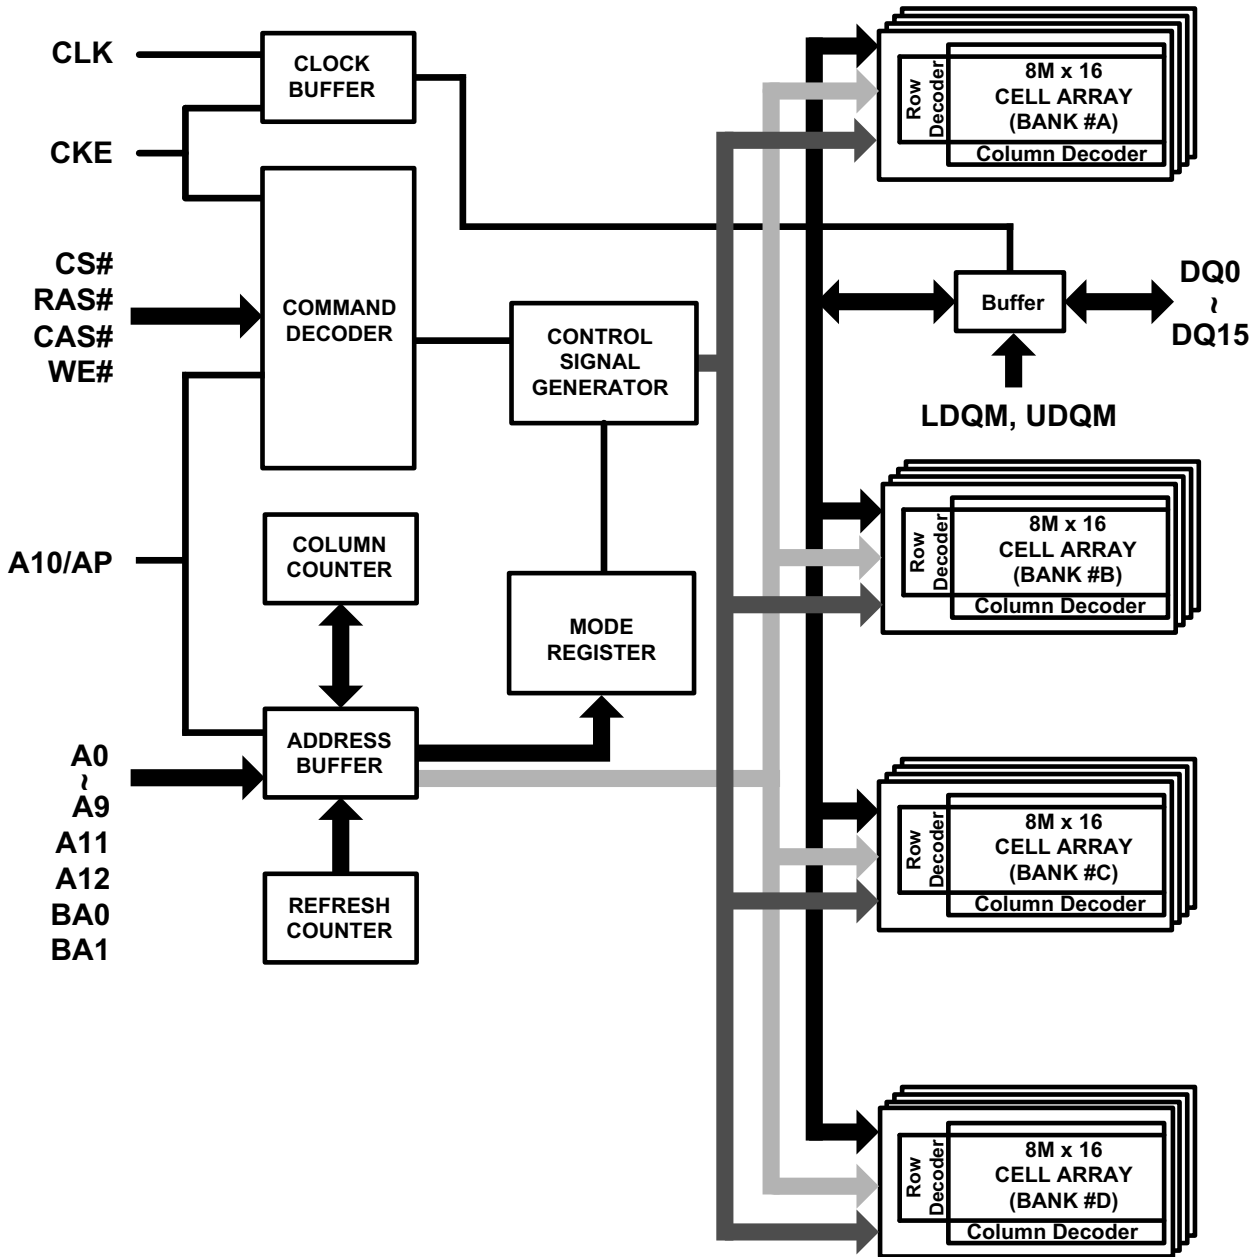 CLK
CKE
CS#
RAS#
CAS#
WE#
A10/AP
A0
~
A9
A11
A12
BA0
BA1
CLOCK
BUFFER
COMMAND
DECODER
COLUMN
COUNTER
ADDRESS
BUFFER
REFRESH
COUNTER
CONTROL
SIGNAL
GENERATOR
MODE
REGISTER
Row
Decoder
8M x 16
CELL ARRAY
(BANK #A)
Column Decoder
Buffer
DQ0
~
DQ15
LDQM, UDQM
Row
Decoder
8M x 16
CELL ARRAY
(BANK #B)
Column Decoder
Row
Decoder
8M x 16
CELL ARRAY
(BANK #C)
Column Decoder
Row
Decoder
8M x 16
CELL ARRAY
(BANK #D)
Column Decoder